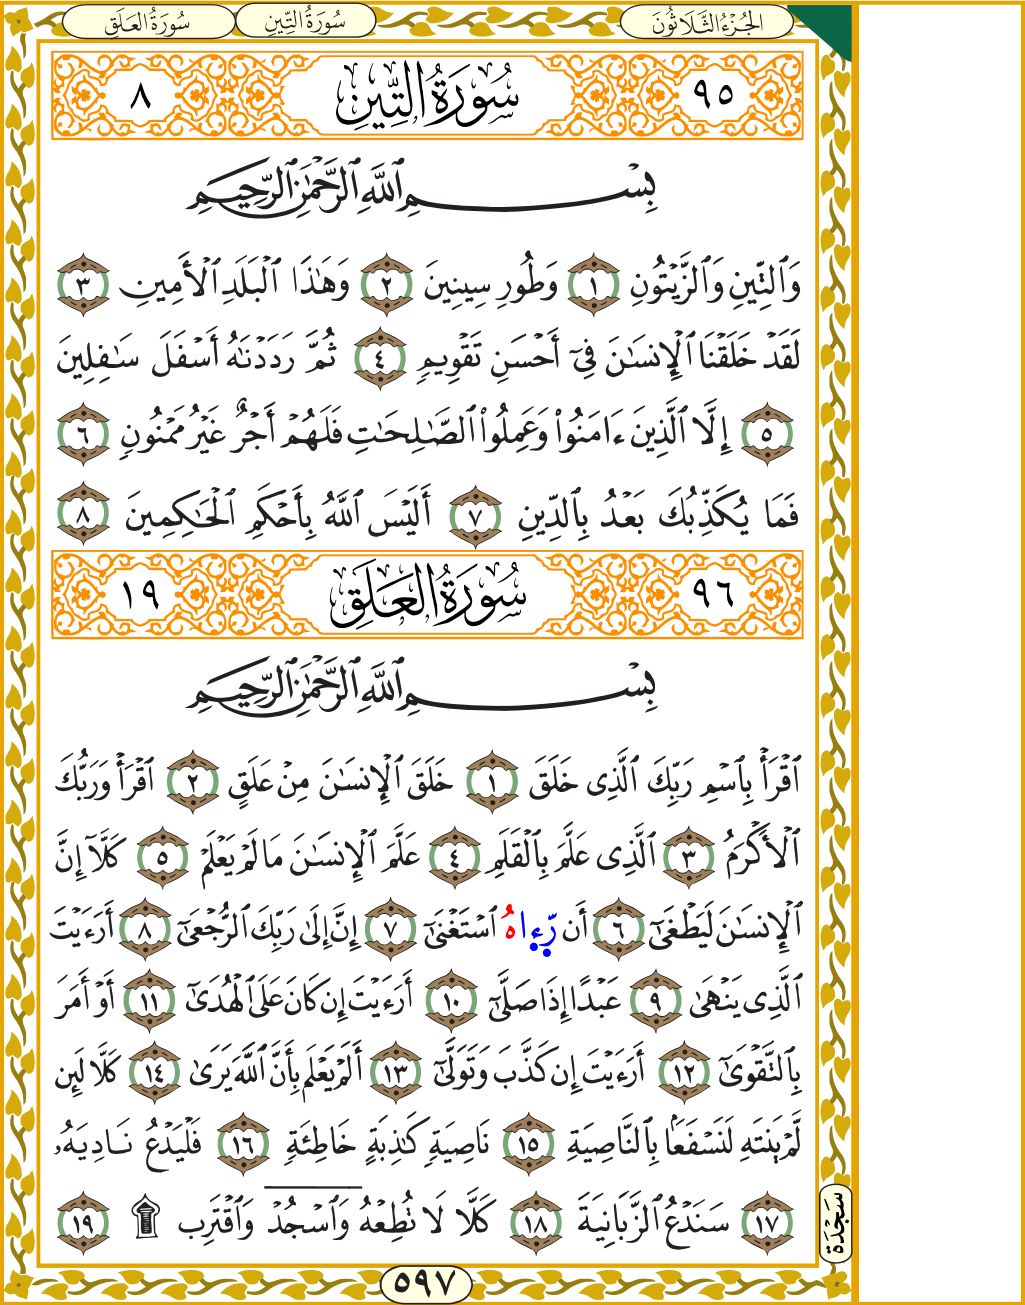 الجُزْءُ الثَّلَاثُونَ سُورَةُ التِّينِ سُورَةُ العَلَقِ
٩٥ سُورَةُ التِّينِ ٨
بِسْمِ ٱللَّهِ ٱلرَّحْمَٰنِ ٱلرَّحِيمِ
وَٱلتِّينِ وَٱلزَّيْتُونِ ١ وَطُورِ سِينِينَ ٢ وَهَٰذَا ٱلْبَلَدِ ٱلْأَمِينِ ٣
لَقَدْ خَلَقْنَا ٱلْإِنسَٰنَ فِىٓ أَحْسَنِ تَقْوِيمٍ ٤ ثُمَّ رَدَدْنَٰهُ أَسْفَلَ سَٰفِلِينَ
٥ إِلَّا ٱلَّذِينَ ءَامَنُوا۟ وَعَمِلُوا۟ ٱلصَّٰلِحَٰتِ فَلَهُمْ أَجْرٌ غَيْرُ مَمْنُونٍ ٦
فَمَا يُكَذِّبُكَ بَعْدُ بِٱلدِّينِ ٧ أَلَيْسَ ٱللَّهُ بِأَحْكَمِ ٱلْحَٰكِمِينَ ٨
٩٦ سُورَةُ العَلَقِ ١٩
بِسْمِ ٱللَّهِ ٱلرَّحْمَٰنِ ٱلرَّحِيمِ
ٱقْرَأْ بِٱسْمِ رَبِّكَ ٱلَّذِى خَلَقَ ١ خَلَقَ ٱلْإِنسَٰنَ مِنْ عَلَقٍ ٢ ٱقْرَأْ وَرَبُّكَ
ٱلْأَكْرَمُ ٣ ٱلَّذِى عَلَّمَ بِٱلْقَلَمِ ٤ عَلَّمَ ٱلْإِنسَٰنَ مَا لَمْ يَعْلَمْ ٥ كَلَّآ إِنَّ
ٱلْإِنسَٰنَ لَيَطْغَىٰٓ ٦ أَن رَّءِاهُ ٱسْتَغْنَىٰٓ ٧ إِنَّ إِلَىٰ رَبِّكَ ٱلرُّجْعَىٰٓ ٨ أَرَءَيْتَ
ٱلَّذِى يَنْهَىٰ ٩ عَبْدًا إِذَا صَلَّىٰٓ ١٠ أَرَءَيْتَ إِن كَانَ عَلَى ٱلْهُدَىٰٓ ١١ أَوْ أَمَرَ
بِٱلتَّقْوَىٰٓ ١٢ أَرَءَيْتَ إِن كَذَّبَ وَتَوَلَّىٰٓ ١٣ أَلَمْ يَعْلَم بِأَنَّ ٱللَّهَ يَرَىٰ ١٤ كَلَّا لَئِن
لَّمْ يَنتَهِ لَنَسْفَعًۢا بِٱلنَّاصِيَةِ ١٥ نَاصِيَةٍ كَٰذِبَةٍ خَاطِئَةٍ ١٦ فَلْيَدْعُ نَادِيَهُۥ
١٧ سَنَدْعُ ٱلزَّبَانِيَةَ ١٨ كَلَّا لَا تُطِعْهُ وَٱسْجُدْ وَٱقْتَرِب ۩ ١٩
سَجْدَة
٥٩٧